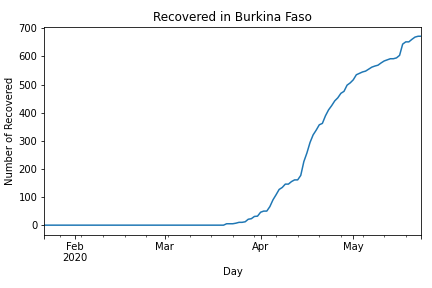 Recovered in Burkina Faso
700
600
500
400
300
200
100
0
Number of Recovered
Feb
2020
Mar
Apr
May
Day